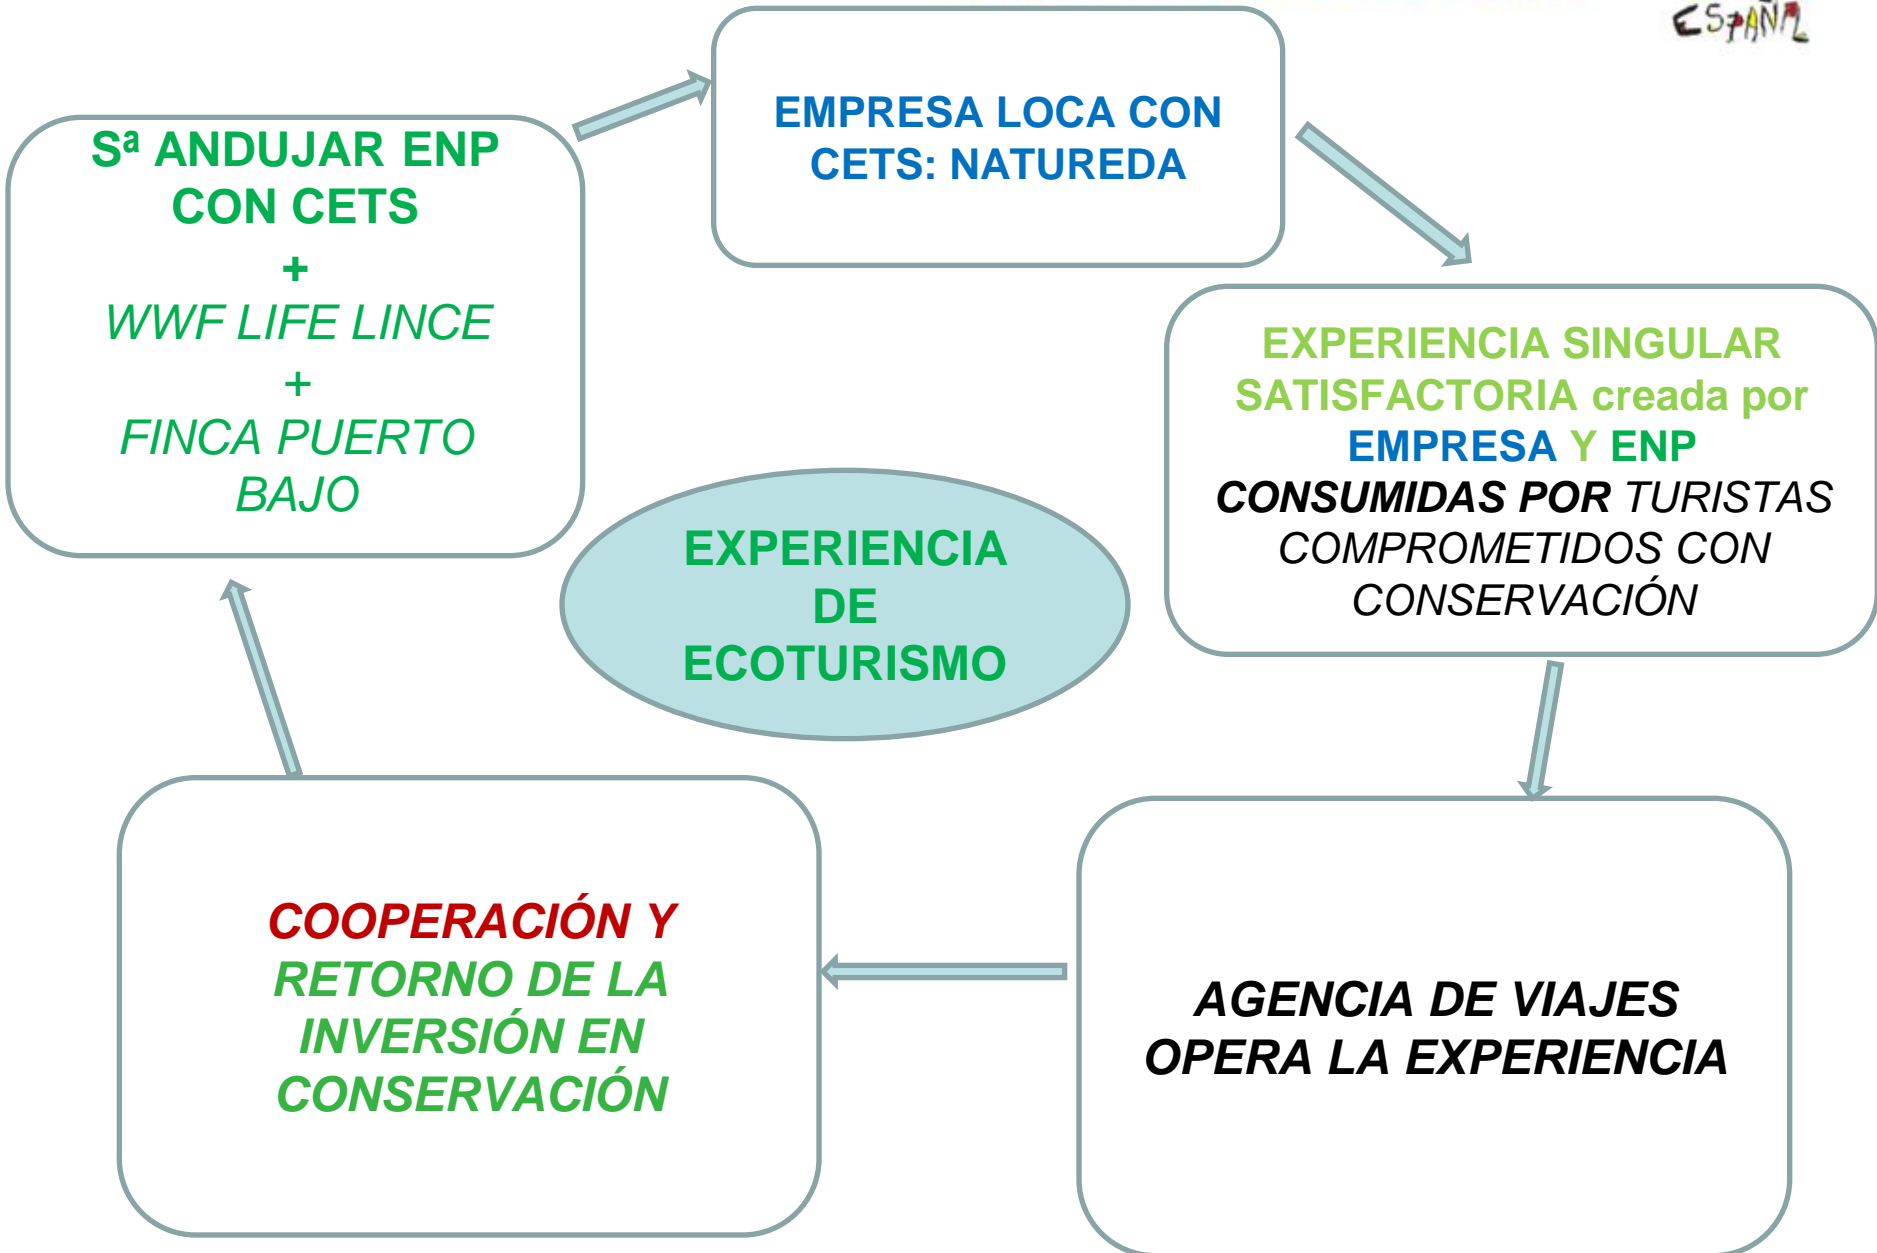 ESPAÑA
Sª ANDUJAR ENP
CON CETS
+
WWF LIFE LINCE
+
FINCA PUERTO
BAJO
EMPRESA LOCA CON
CETS: NATUREDA
EXPERIENCIA SINGULAR
SATISFACTORIA creada por
EMPRESA Y ENP
CONSUMIDAS POR TURISTAS
COMPROMETIDOS CON
CONSERVACIÓN
EXPERIENCIA
DE
ECOTURISMO
AGENCIA DE VIAJES
OPERA LA EXPERIENCIA
COOPERACIÓN Y
RETORNO DE LA
INVERSIÓN EN
CONSERVACIÓN